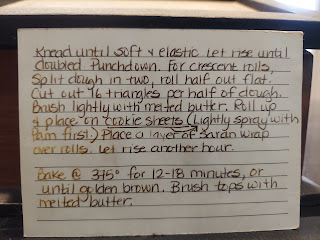 Knead until soft & elastic. Let rise until
doubled. Punchdown. For crescent rolls,
Split dough in two, roll half out flat.
Cut out 16 triangles per half of dough.
Brush lightly with melted butter. Roll up
& place on cookie sheets (Lightly spray with
Pam first.) Place a layer of saran wrap
over rolls. Let rise another hour.
Bake @ 375° for 12-18 minutes, or
until golden brown. Brush tops with
melted butter.